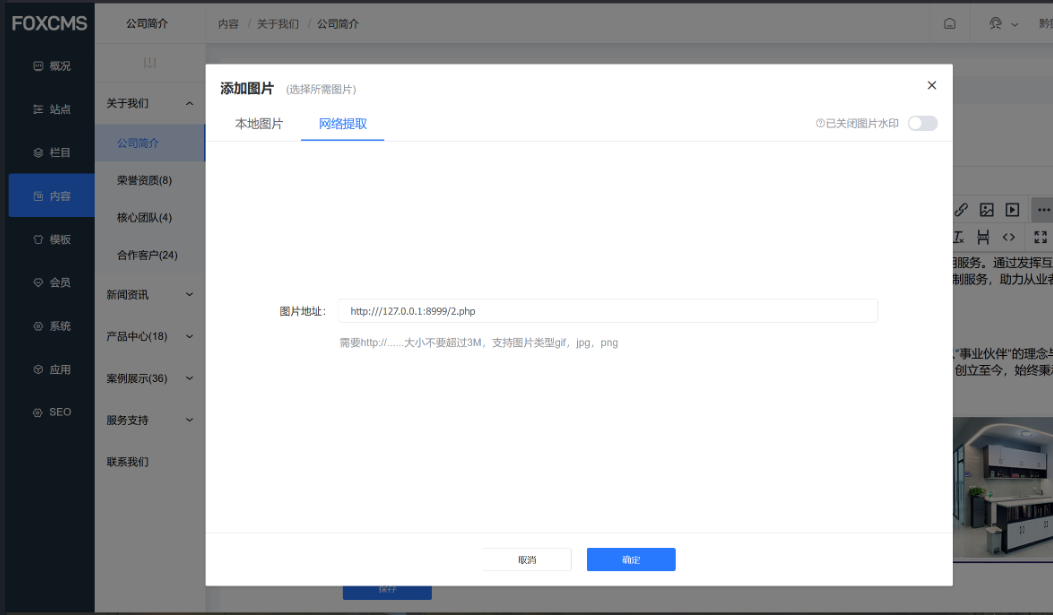 FOXCMS
公司简介
内容 / 关于我们 / 公司简介
概况
站点
栏目
内容
模板
会员
系统
应用
SEO
关于我们
公司简介
荣誉资质(8)
核心团队(4)
合作客户(24)
新闻资讯
产品中心(18)
案例展示(36)
服务支持
联系我们
添加图片 (选择所需图片)
本地图片 网络提取
已关闭图片水印
图片地址: http:///127.0.0.1:8999/2.php
需要http://......大小不要超过3M，支持图片类型gif，jpg，png
取消 确定
服务。通过发挥互
制服务，助力从业者
"事业伙伴"的理念与
创立至今，始终秉
保存